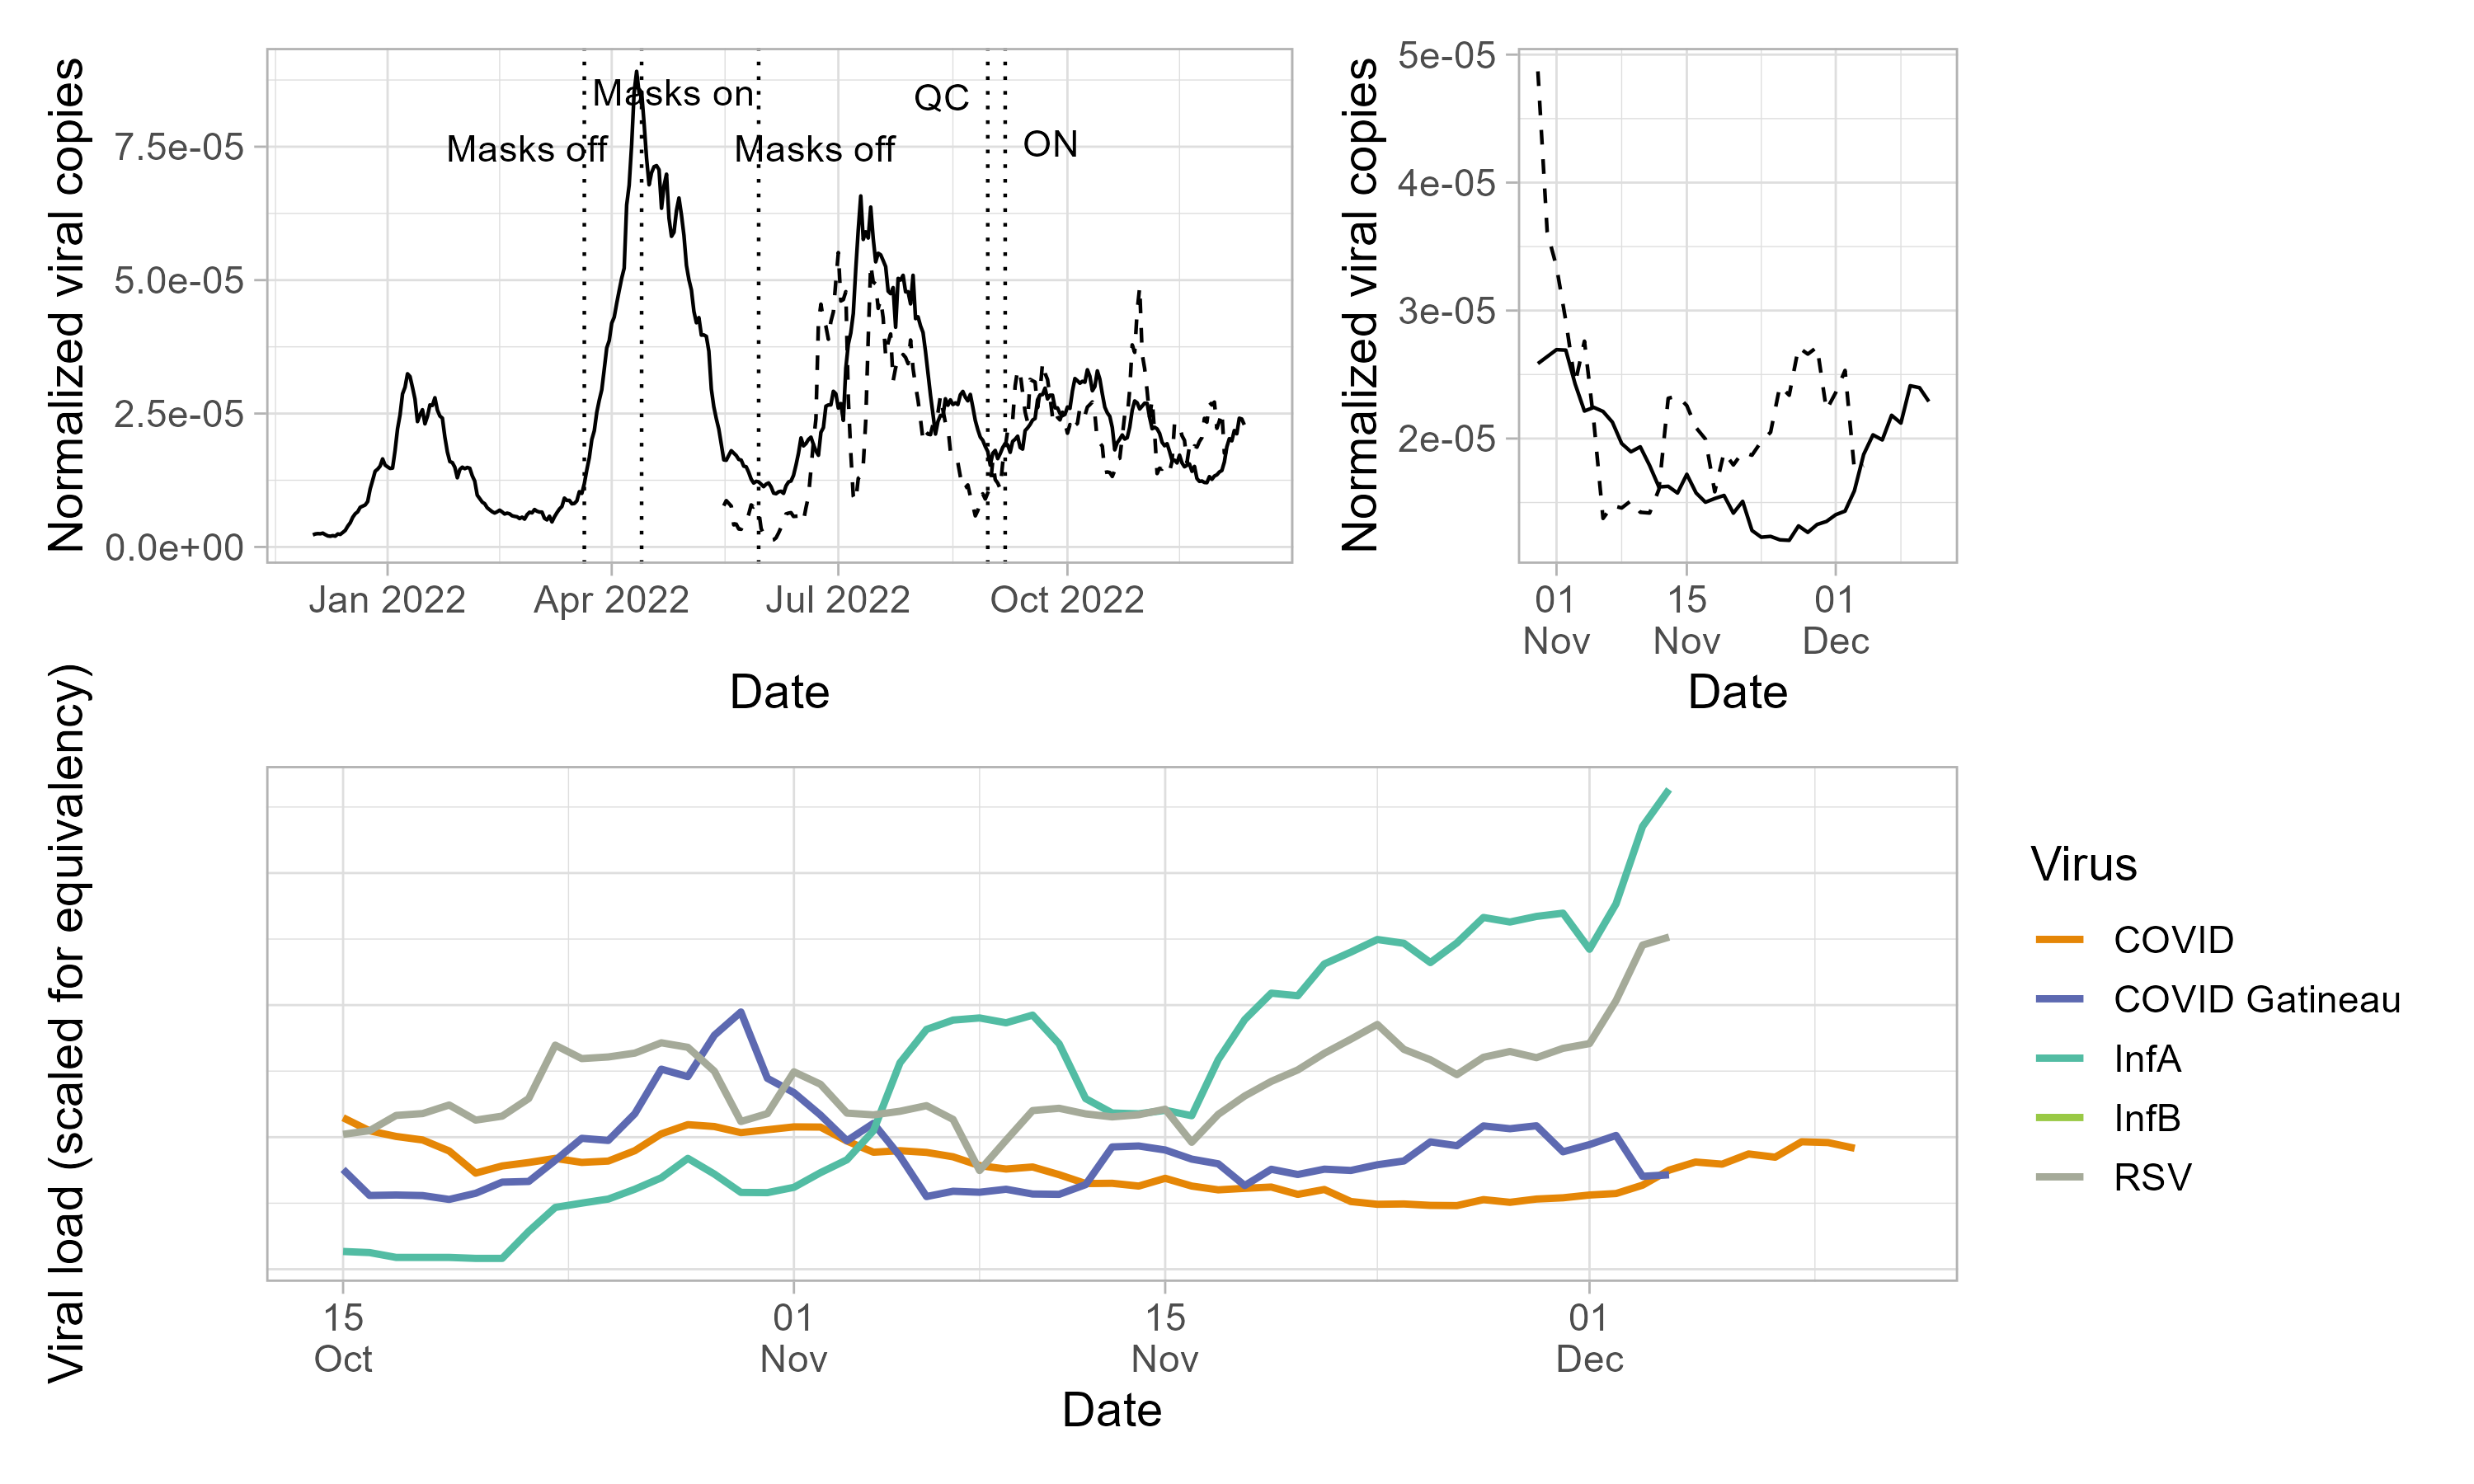 Normalized viral copies
7.5e-05
5.0e-05
2.5e-05
0.0e+00
Masks on
Masks off
Masks off
QC
ON
Jan 2022
Apr 2022
Jul 2022
Oct 2022
Date
Normalized viral copies
5e-05
4e-05
3e-05
2e-05
01
Nov
15
Nov
01
Dec
Date
Viral load (scaled for equivalency)
15
Oct
01
Nov
15
Nov
01
Dec
Date
Virus
COVID
COVID Gatineau
InfA
InfB
RSV